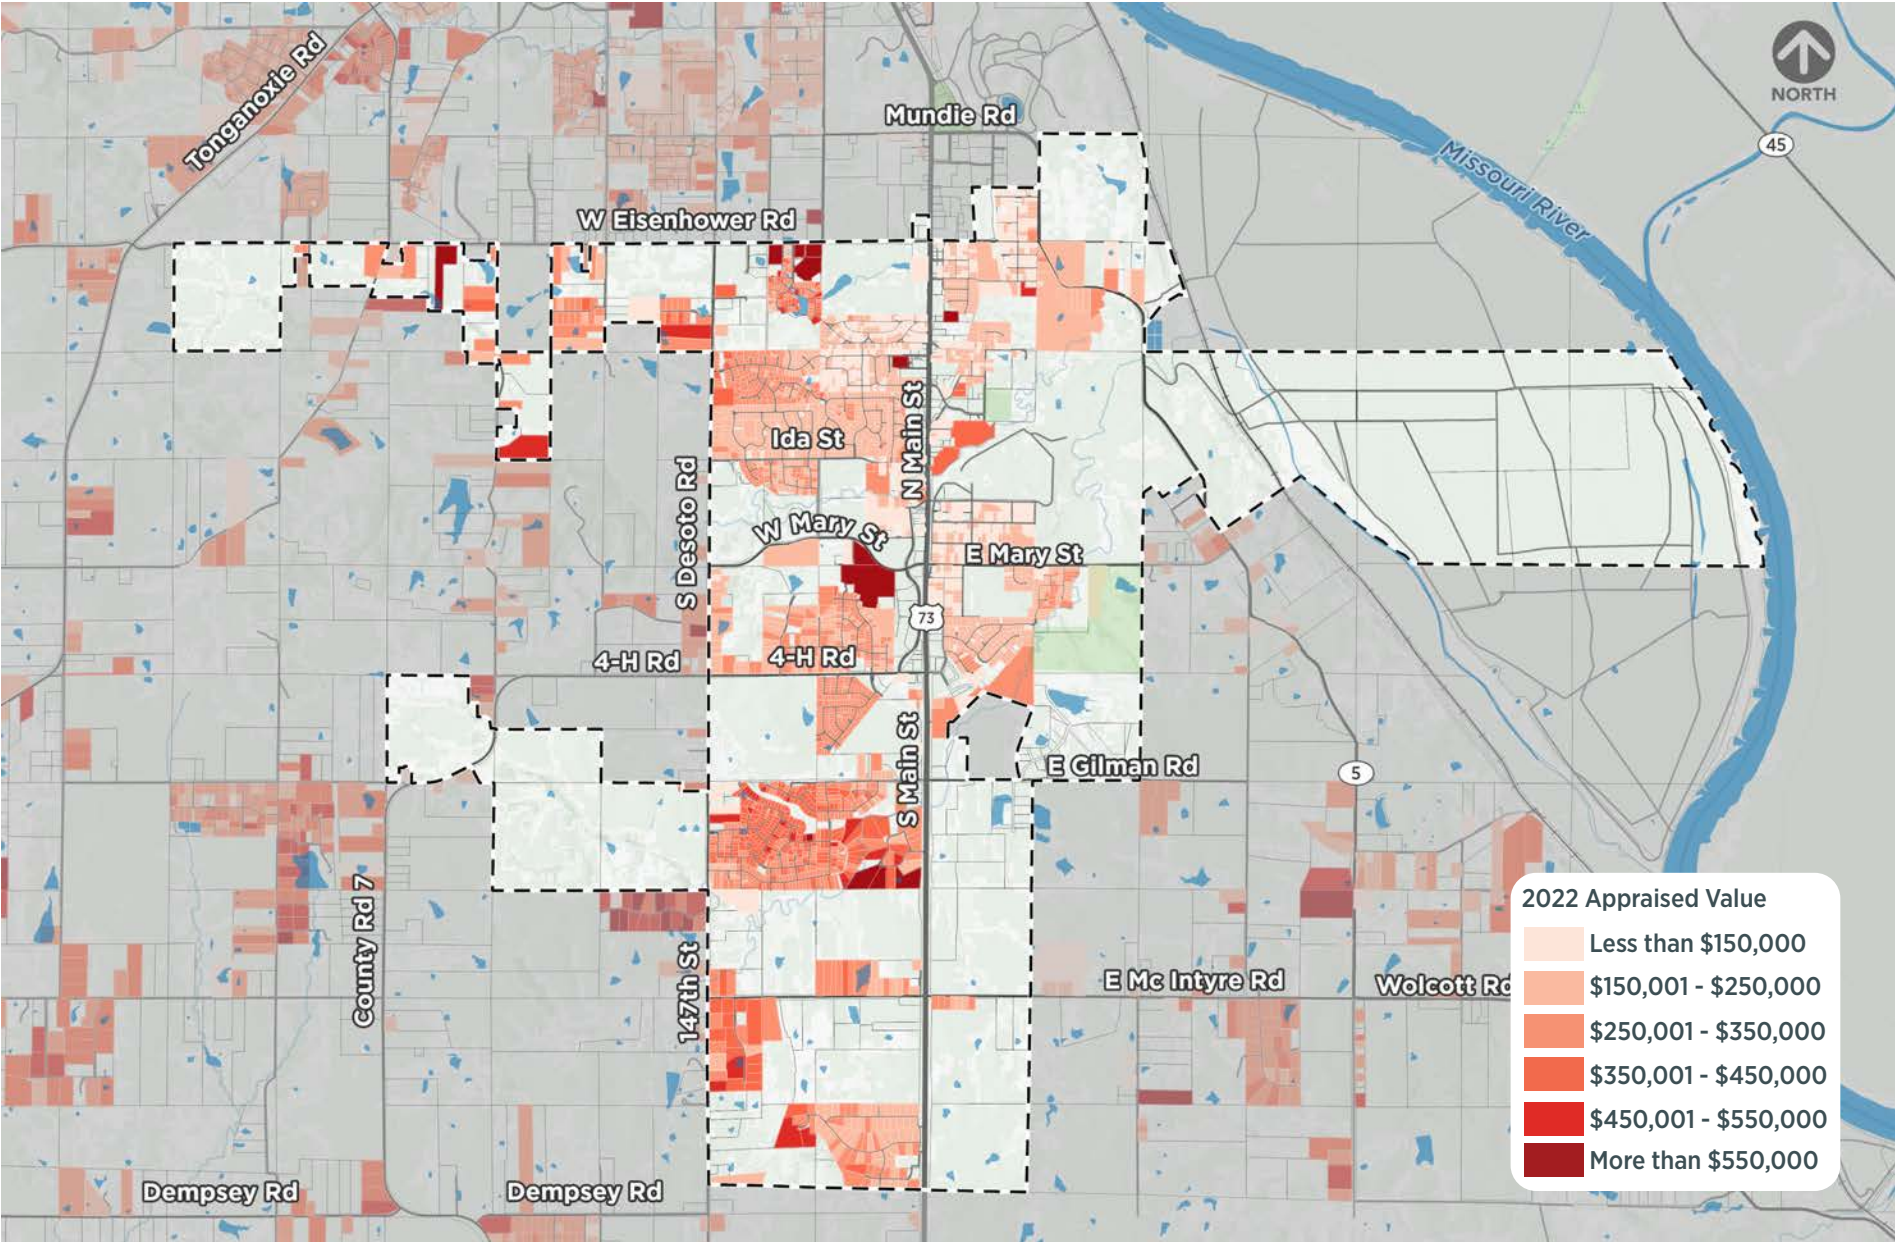 Tonganoxie Rd
NORTH
Mundie Rd
45
Missouri River
W Eisenhower Rd
N Main St
Ida St
S Desoto Rd
W Mary St
E Mary St
73
4-H Rd
4-H Rd
S Main St
E Gilman Rd
5
County Rd 7
147th St
E Mc Intyre Rd
Wolcott Rd
Dempsey Rd
Dempsey Rd
2022 Appraised Value
Less than $150,000
$150,001 - $250,000
$250,001 - $350,000
$350,001 - $450,000
$450,001 - $550,000
More than $550,000